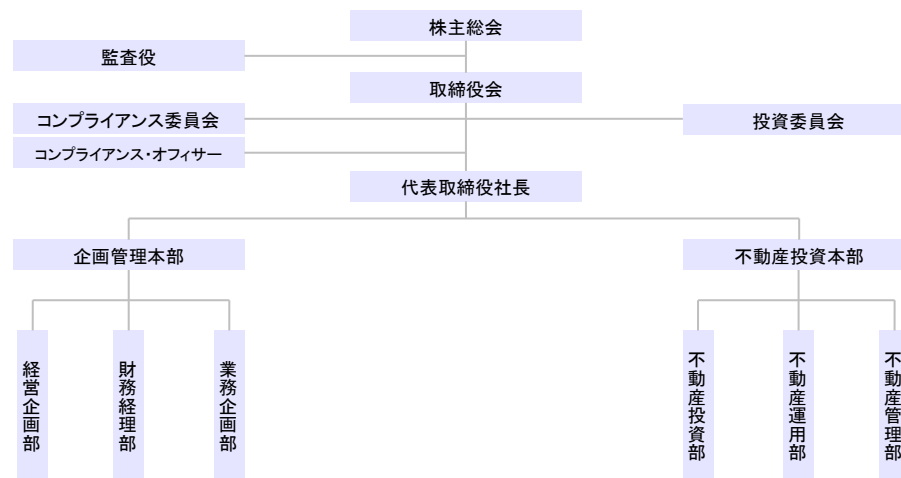 株主総会
監査役
取締役会
コンプライアンス委員会
投資委員会
コンプライアンス・オフィサー
代表取締役社長
企画管理本部
不動産投資本部
経営企画部
財務経理部
業務企画部
不動産投資部
不動産運用部
不動産管理部